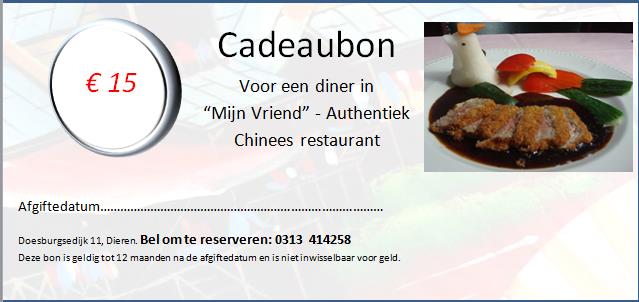 Cadeaubon
€ 15
Voor een diner in
“Mijn Vriend” - Authentiek
Chinees restaurant
Afgiftedatum………………………………………………………………………
Doesburgsedijk 11, Dieren. Bel om te reserveren: 0313 414258
Deze bon is geldig tot 12 maanden na de afgiftedatum en is niet inwisselbaar voor geld.